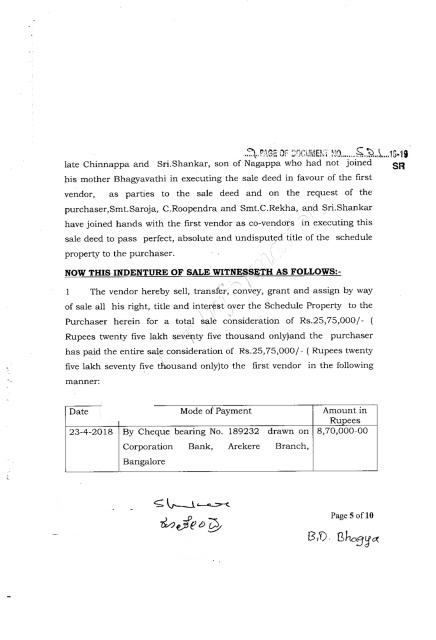 PAGE OF DOCUMENT NO. 18-19
SR
late Chinnappa and Sri.Shankar, son of Nagappa who had not joined
his mother Bhagyavathi in executing the sale deed in favour of the first
vendor, as parties to the sale deed and on the request of the
purchaser,Smt.Saroja, C.Roopendra and Smt.C.Rekha, and Sri.Shankar
have joined hands with the first vendor as co-vendors in executing this
sale deed to pass perfect, absolute and undisputed title of the schedule
property to the purchaser.
NOW THIS INDENTURE OF SALE WITNESSETH AS FOLLOWS:-
1 The vendor hereby sell, transfer, convey, grant and assign by way
of sale all his right, title and interest over the Schedule Property to the
Purchaser herein for a total sale consideration of Rs.25,75,000/- (
Rupees twenty five lakh seventy five thousand only)and the purchaser
has paid the entire sale consideration of Rs.25,75,000/- ( Rupees twenty
five lakh seventy five thousand only)to the first vendor in the following
manner:
Date Mode of Payment Amount in
Rupees
23-4-2018 By Cheque bearing No. 189232 drawn on 8,70,000-00
Corporation Bank, Arekere Branch,
Bangalore
Page 5 of 10
B.D. Bhagya